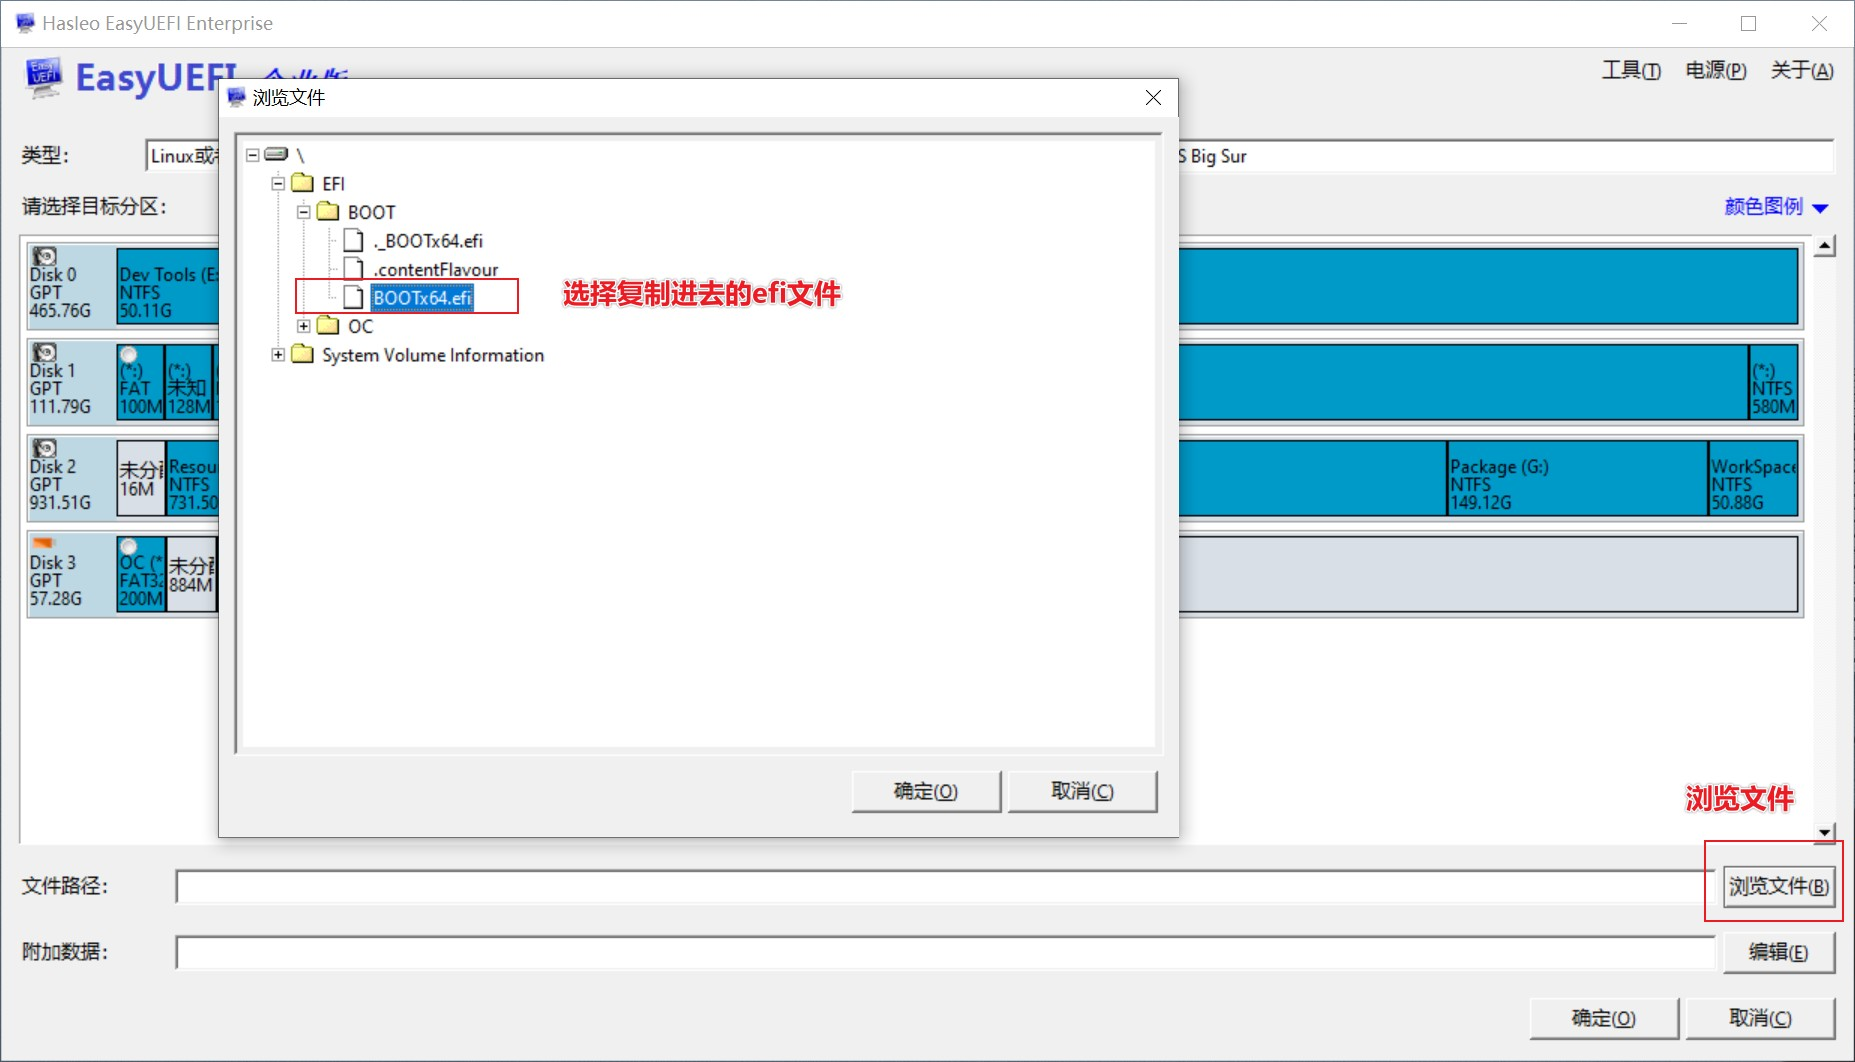 Hasleo EasyUEFI Enterprise
EasyUEFI 企业版
工具(T) 电源(P) 关于(A)
浏览文件
类型:
Linux或
S Big Sur
请选择目标分区:
颜色图例
\
EFI
BOOT
._BOOTx64.efi
.contentFlavour
BOOTx64.efi
选择复制进去的efi文件
OC
System Volume Information
Disk 0
GPT
465.76G
Dev Tools (E:
NTFS
50.11G
Disk 1
GPT
111.79G
(*:)
FAT
100M
(*:)
未知
128M
(*:)
NTFS
580M
Disk 2
GPT
931.51G
未分配
16M
Resou
NTFS
731.50
Package (G:)
NTFS
149.12G
WorkSpace
NTFS
50.88G
Disk 3
GPT
57.28G
OC (*
FAT32
200M
未分配
884M
确定(O) 取消(C)
浏览文件
文件路径:
浏览文件(B)
附加数据:
编辑(E)
确定(O) 取消(C)